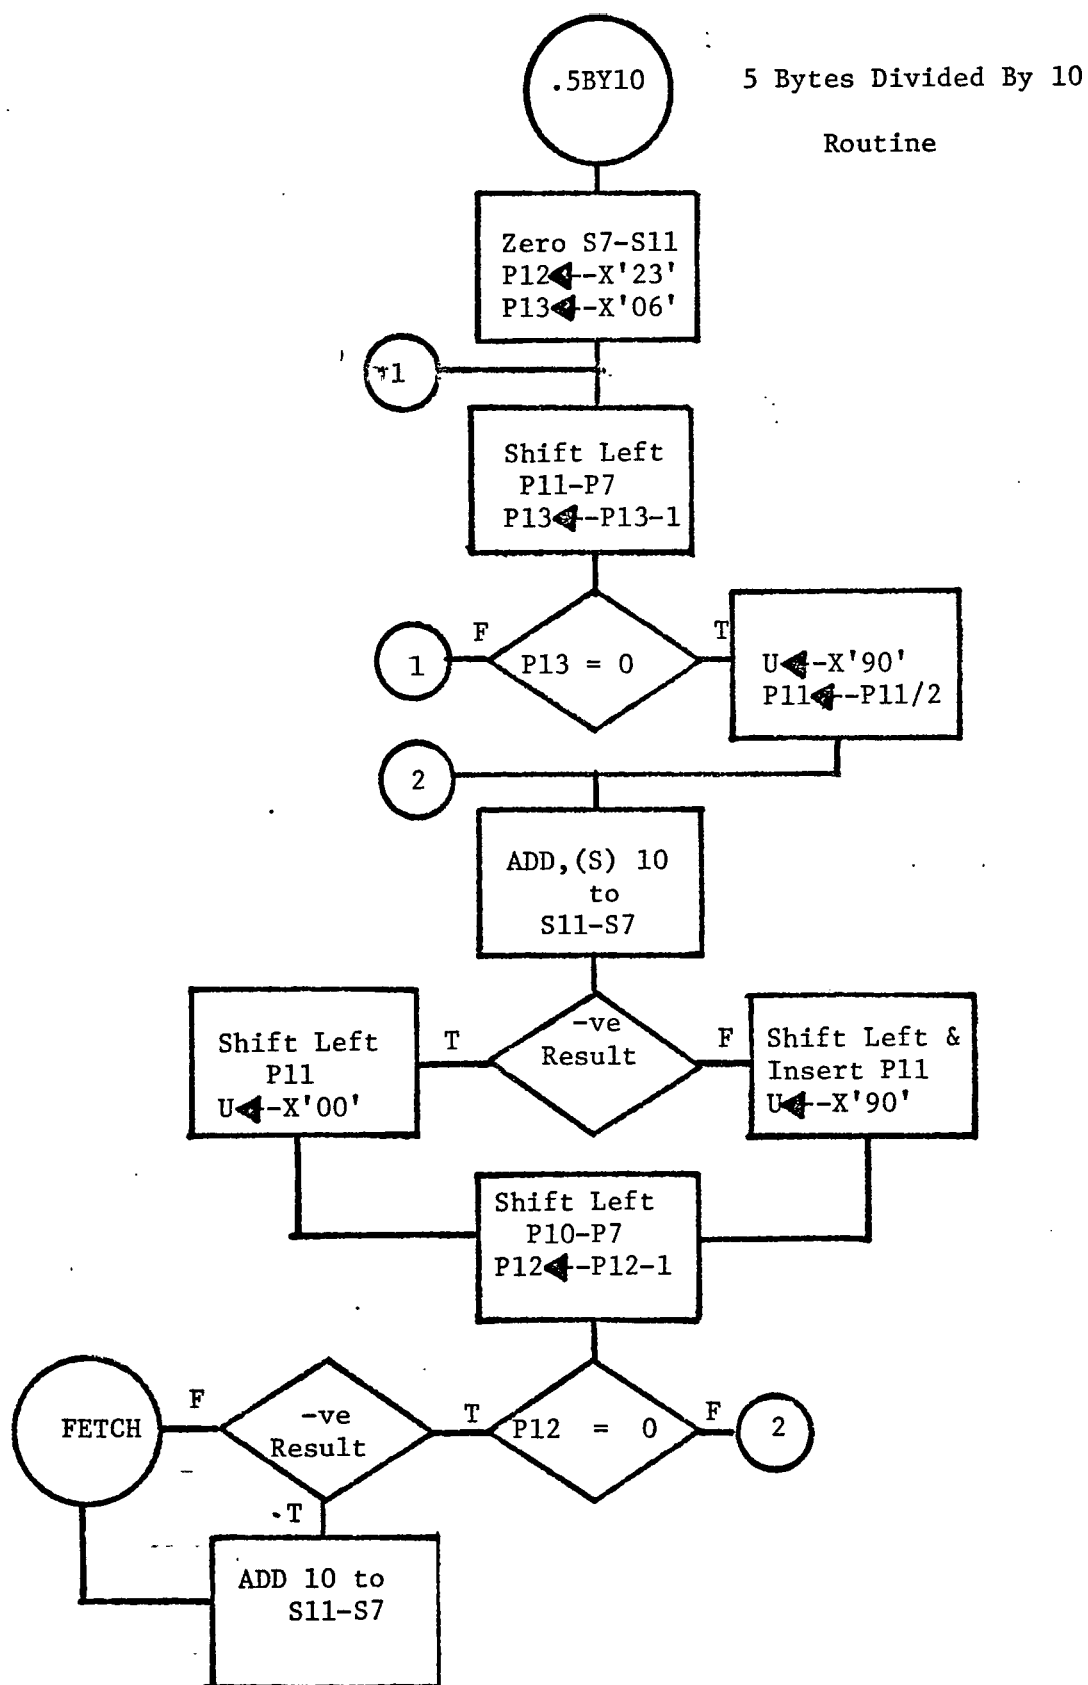 .5BY10
5 Bytes Divided By 10
Routine
Zero S7-S11
P12←-X'23'
P13←-X'06'
1
Shift Left
P11-P7
P13←-P13-1
F
T
1
P13 = 0
U←-X'90'
P11←-P11/2
2
ADD,(S) 10
to
S11-S7
Shift Left
P11
U←-X'00'
T
-ve
Result
F
Shift Left &
Insert P11
U←-X'90'
Shift Left
P10-P7
P12←-P12-1
FETCH
F
-ve
Result
T
P12 = 0
F
2
T
ADD 10 to
S11-S7